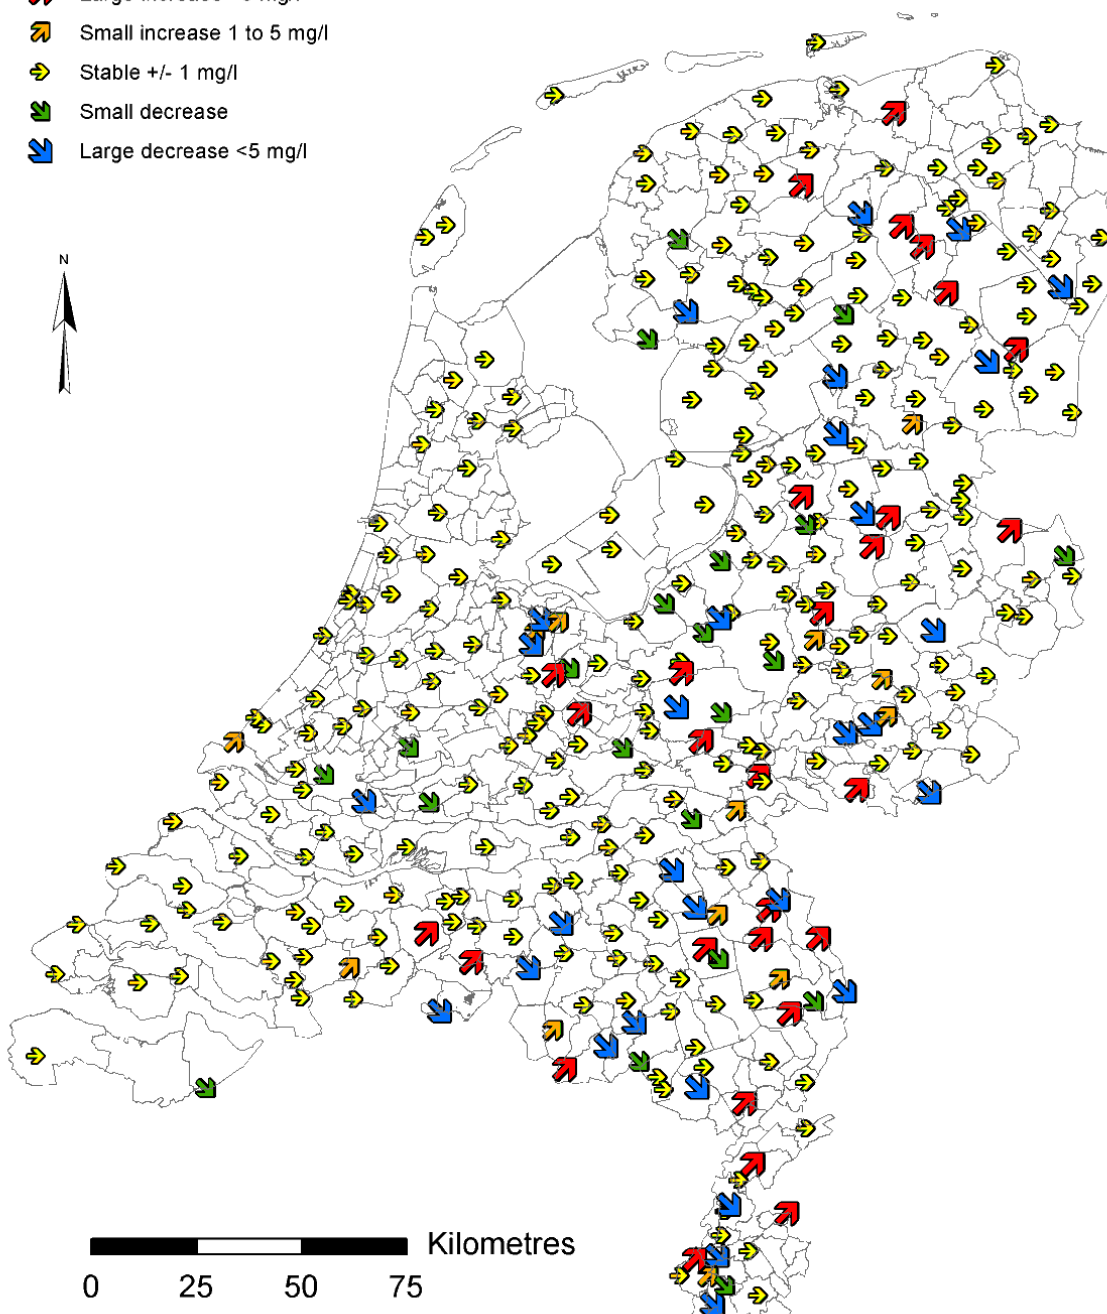 Small increase 1 to 5 mg/l
Stable +/- 1 mg/l
Small decrease
Large decrease <5 mg/l
N
Kilometres
0 25 50 75